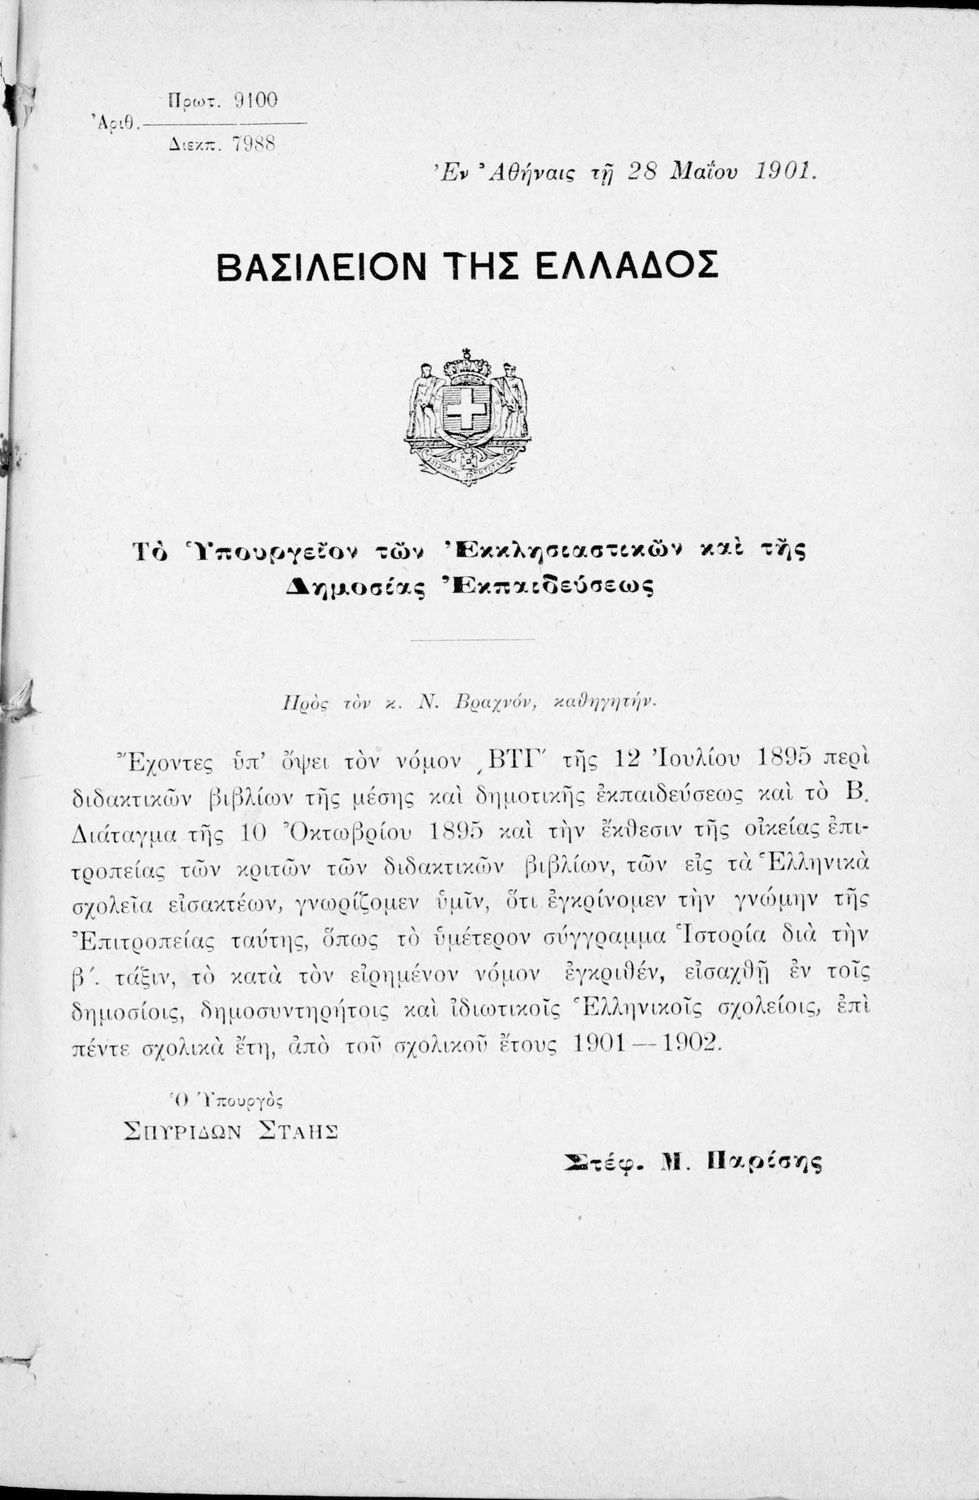 Πρωτ. 9100
Ἀριθ.
Διεκπ. 7988
Ἐν Ἀθήναις τῇ 28 Μαΐου 1901.
ΒΑΣΙΛΕΙΟΝ ΤΗΣ ΕΛΛΑΔΟΣ
Τὸ Ὑπουργεῖον τῶν Ἐκκλησιαστικῶν καὶ τῆς
Δημοσίας Ἐκπαιδεύσεως
Πρὸς τὸν κ. Ν. Βραχνόν, καθηγητήν.
Ἔχοντες ὑπ' ὄψει τὸν νόμον ͵ΒΤΓ′ τῆς 12 Ἰουλίου 1895 περὶ
διδακτικῶν βιβλίων τῆς μέσης καὶ δημοτικῆς ἐκπαιδεύσεως καὶ τὸ Β.
Διάταγμα τῆς 10 Ὀκτωβρίου 1895 καὶ τὴν ἔκθεσιν τῆς οἰκείας ἐπι-
τροπείας τῶν κριτῶν τῶν διδακτικῶν βιβλίων, τῶν εἰς τὰ Ἑλληνικὰ
σχολεῖα εἰσακτέων, γνωρίζομεν ὑμῖν, ὅτι ἐγκρίνομεν τὴν γνώμην τῆς
Ἐπιτροπείας ταύτης, ὅπως τὸ ὑμέτερον σύγγραμμα Ἱστορία διὰ τὴν
β′. τάξιν, τὸ κατὰ τὸν εἰρημένον νόμον ἐγκριθέν, εἰσαχθῇ ἐν τοῖς
δημοσίοις, δημοσυντηρήτοις καὶ ἰδιωτικοῖς Ἑλληνικοῖς σχολείοις, ἐπὶ
πέντε σχολικὰ ἔτη, ἀπὸ τοῦ σχολικοῦ ἔτους 1901 — 1902.
Ὁ Ὑπουργὸς
ΣΠΥΡΙΔΩΝ ΣΤΑΗΣ
Στέφ. Μ. Παρίσης